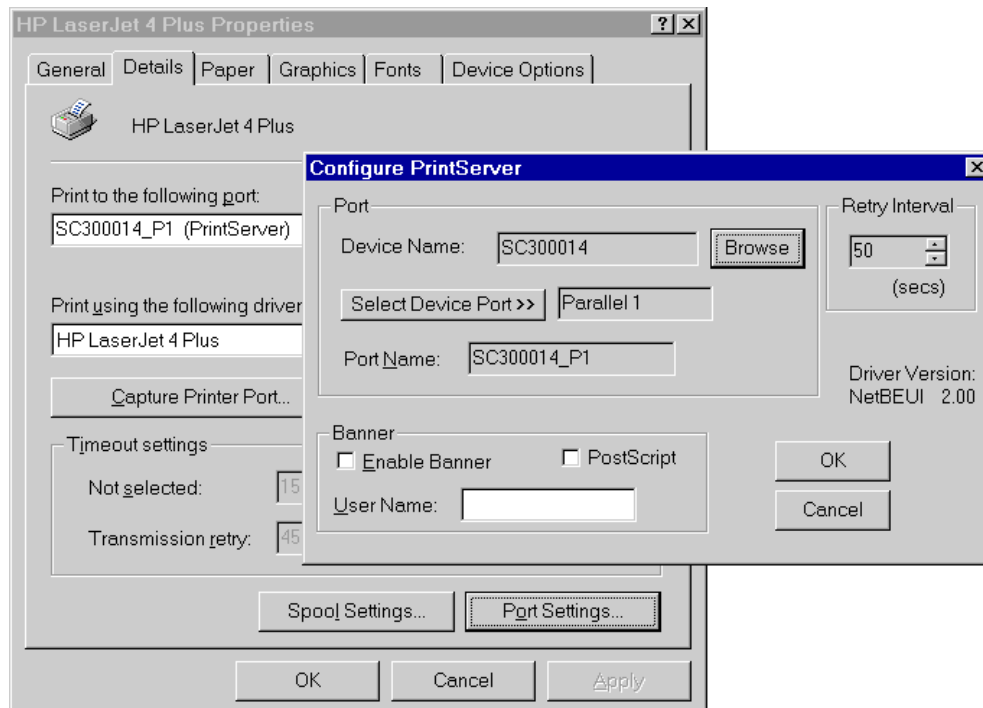 HP LaserJet 4 Plus Properties
General Details Paper Graphics Fonts Device Options
HP LaserJet 4 Plus
Print to the following port:
SC300014_P1 (PrintServer)
Print using the following driver
HP LaserJet 4 Plus
Capture Printer Port...
Timeout settings
Not selected: 15
Transmission retry: 45
Spool Settings... Port Settings...
OK Cancel Apply
Configure PrintServer
Port
Device Name: SC300014 Browse
Select Device Port >> Parallel 1
Port Name: SC300014_P1
Retry Interval
50
(secs)
Driver Version:
NetBEUI 2.00
Banner
Enable Banner PostScript
User Name:
OK
Cancel